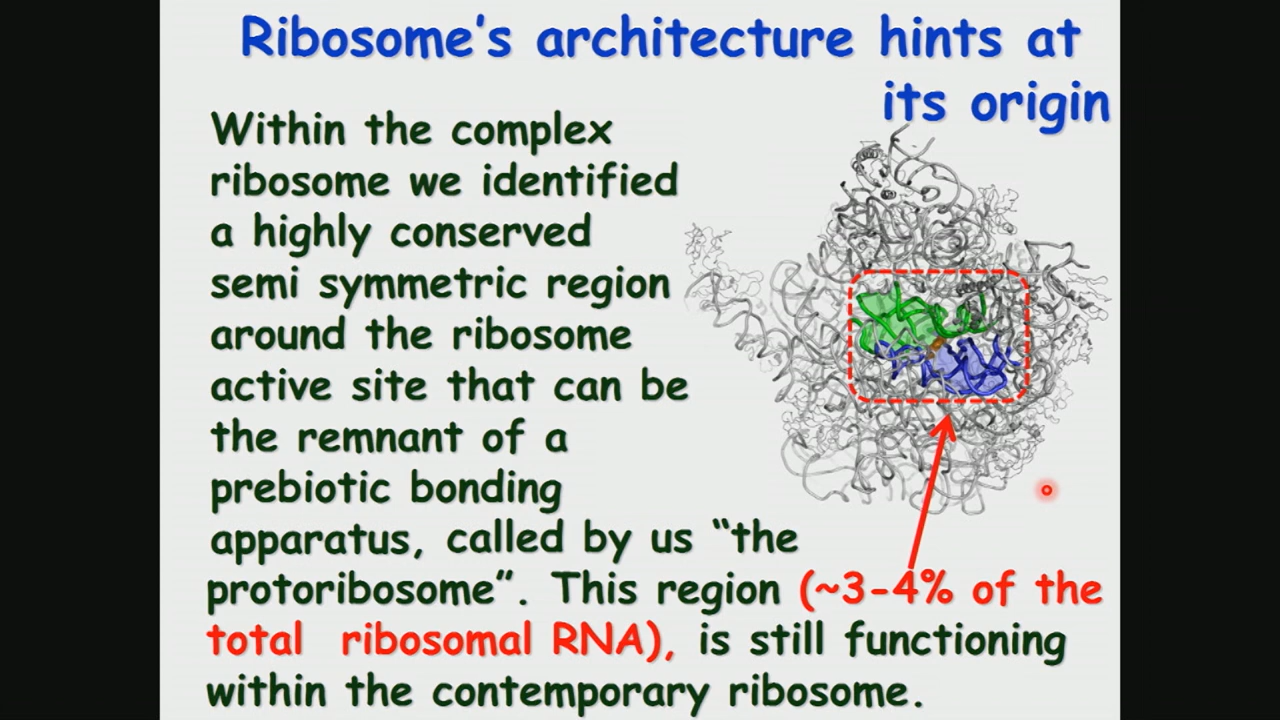 Ribosome's architecture hints at
its origin
Within the complex
ribosome we identified
a highly conserved
semi symmetric region
around the ribosome
active site that can be
the remnant of a
prebiotic bonding
apparatus, called by us “the
protoribosome”. This region (~3-4% of the
total ribosomal RNA), is still functioning
within the contemporary ribosome.